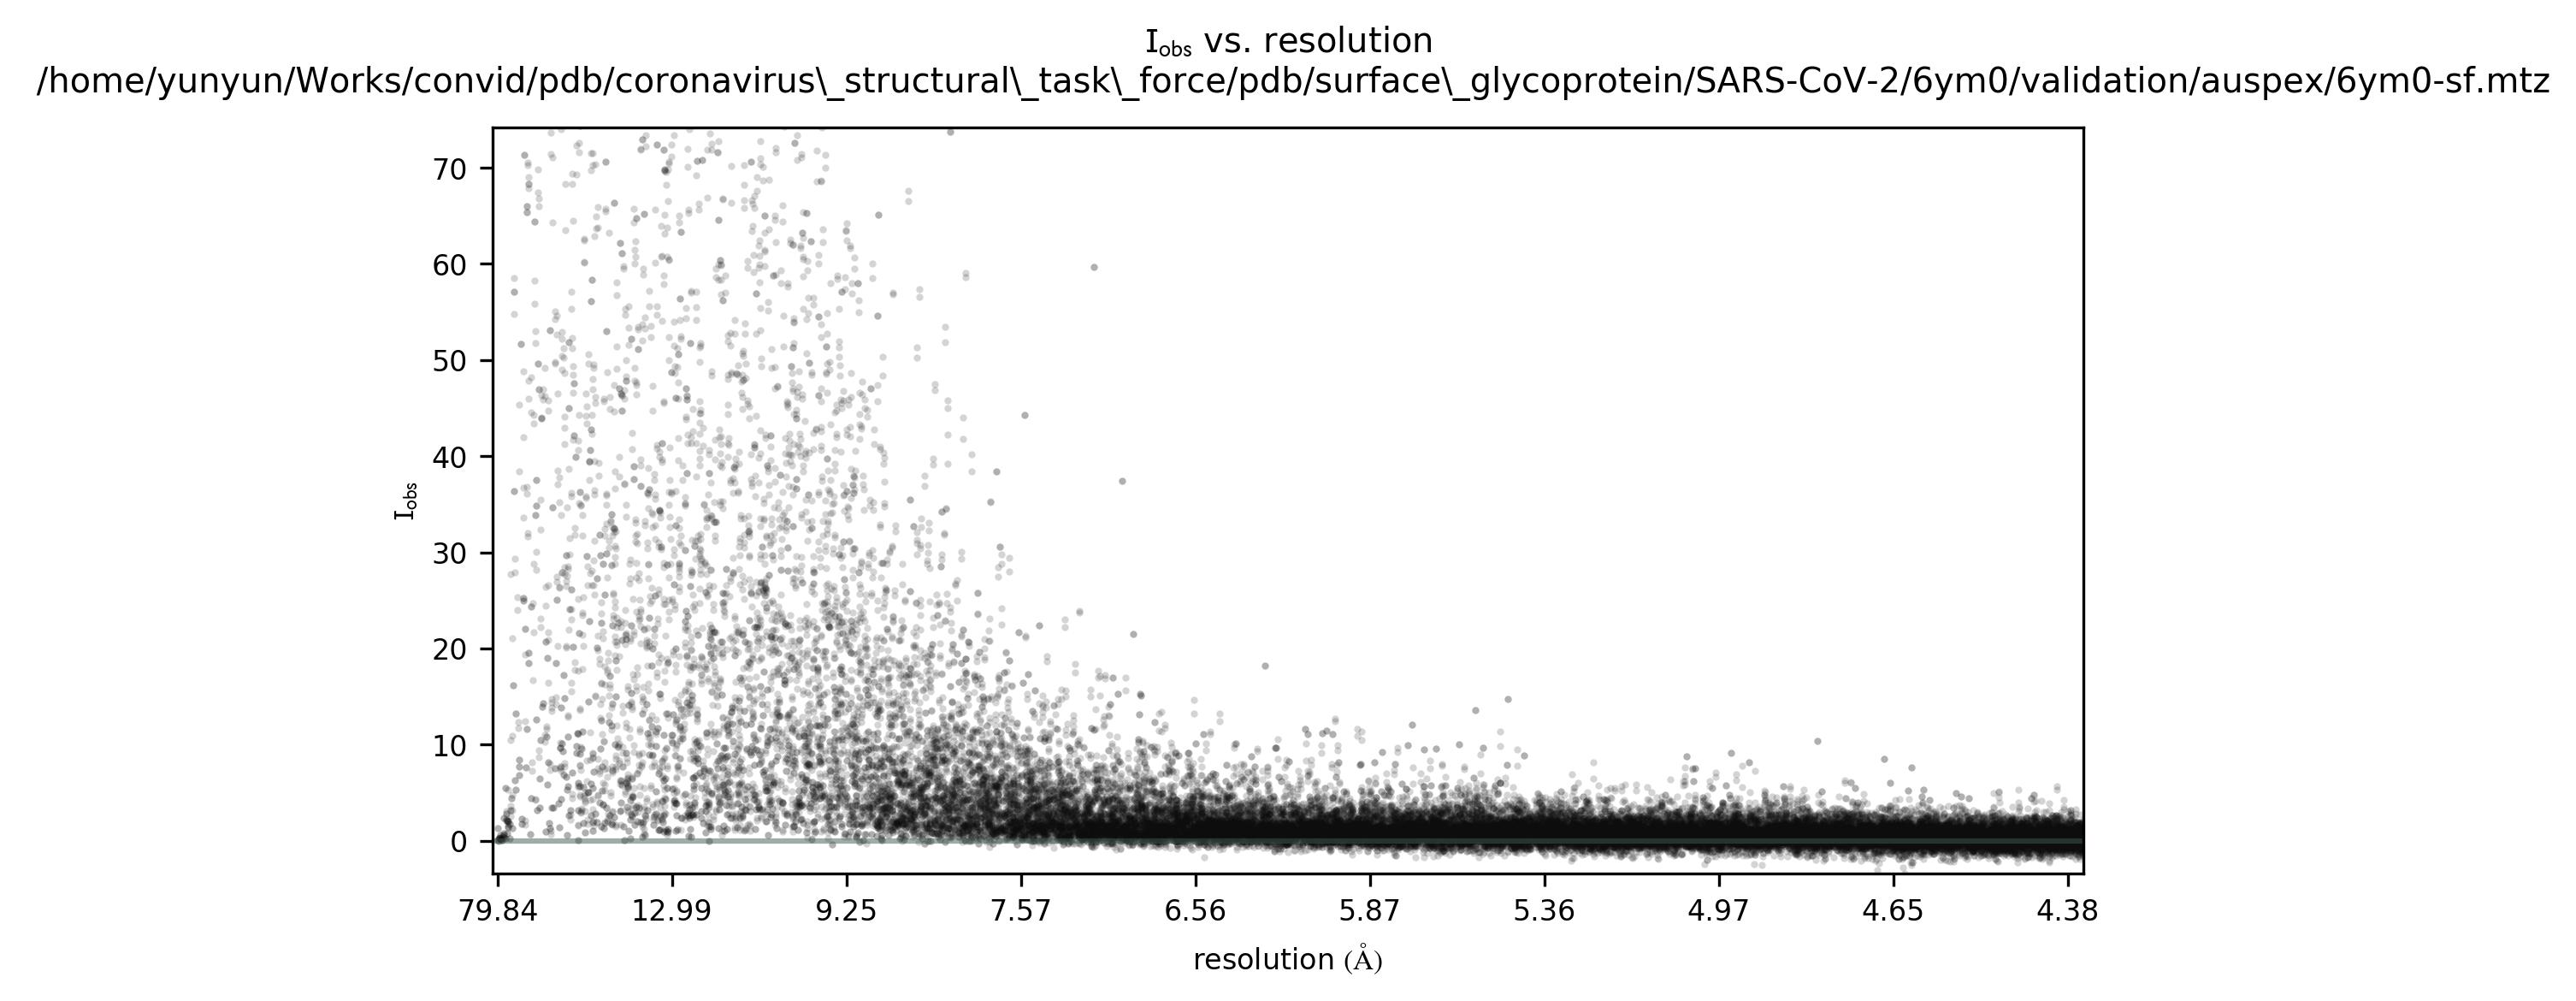 Iobs vs. resolution
/home/yunyun/Works/convid/pdb/coronavirus\_structural\_task\_force/pdb/surface\_glycoprotein/SARS-CoV-2/6ym0/validation/auspex/6ym0-sf.mtz
70
60
50
40
30
20
10
0
Iobs
79.84 12.99 9.25 7.57 6.56 5.87 5.36 4.97 4.65 4.38
resolution (Å)